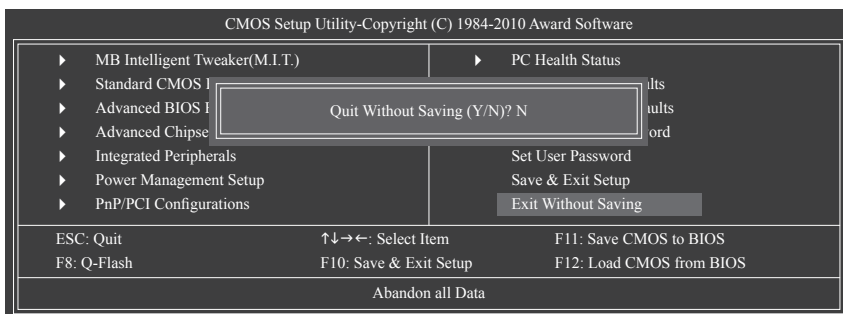 CMOS Setup Utility-Copyright (C) 1984-2010 Award Software
MB Intelligent Tweaker(M.I.T.)
Standard CMOS
Advanced BIOS
Advanced
Integrated Peripherals
Power Management Setup
PnP/PCI Configurations
PC Health Status
Set User Password
Save & Exit Setup
Exit Without Saving
Quit Without Saving (Y/N)? N
ESC: Quit ↑↓→←: Select Item F11: Save CMOS to BIOS
F8: Q-Flash F10: Save & Exit Setup F12: Load CMOS from BIOS
Abandon all Data